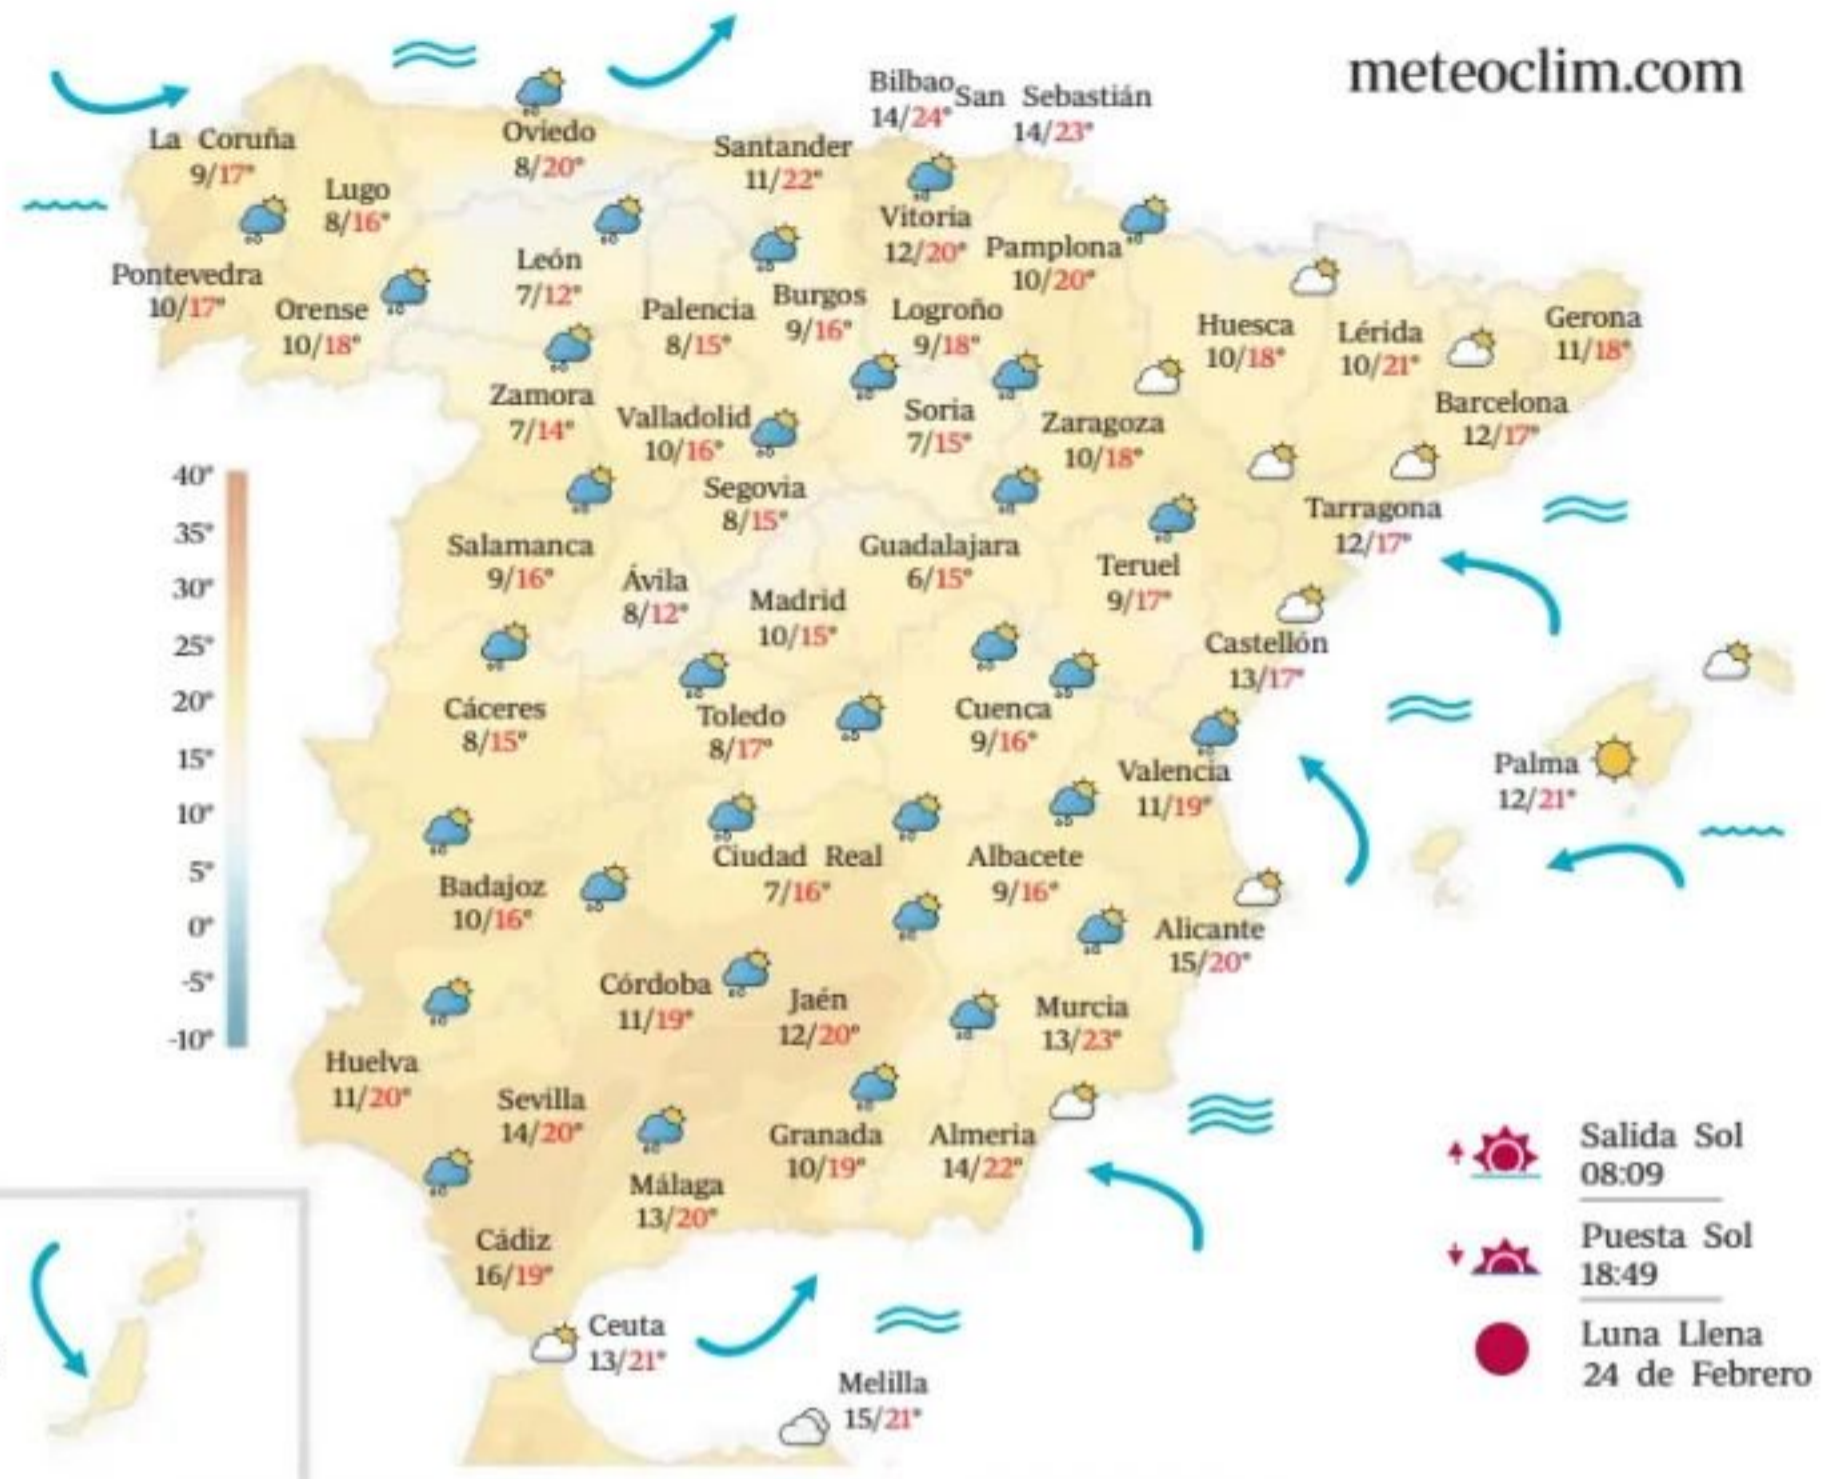 meteoclim.com
Bilbao
14/24°
San Sebastián
14/23°
La Coruña
9/17°
Oviedo
8/20°
Santander
11/22°
Lugo
8/16°
Vitoria
12/20°
Pamplona
10/20°
Pontevedra
10/17°
Orense
10/18°
León
7/12°
Palencia
8/15°
Burgos
9/16°
Logroño
9/18°
Huesca
10/18°
Lérida
10/21°
Gerona
11/18°
Zamora
7/14°
Valladolid
10/16°
Soria
7/15°
Zaragoza
10/18°
Barcelona
12/17°
Segovia
8/15°
Tarragona
12/17°
Salamanca
9/16°
Ávila
8/12°
Madrid
10/15°
Guadalajara
6/15°
Teruel
9/17°
Castellón
13/17°
Cáceres
8/15°
Toledo
8/17°
Cuenca
9/16°
Valencia
11/19°
Palma
12/21°
Badajoz
10/16°
Ciudad Real
7/16°
Albacete
9/16°
Alicante
15/20°
Córdoba
11/19°
Jaén
12/20°
Murcia
13/23°
Huelva
11/20°
Sevilla
14/20°
Málaga
13/20°
Granada
10/19°
Almeria
14/22°
Cádiz
16/19°
Ceuta
13/21°
Melilla
15/21°
40°
35°
30°
25°
20°
15°
10°
5°
0°
-5°
-10°
Salida Sol
08:09
Puesta Sol
18:49
Luna Llena
24 de Febrero